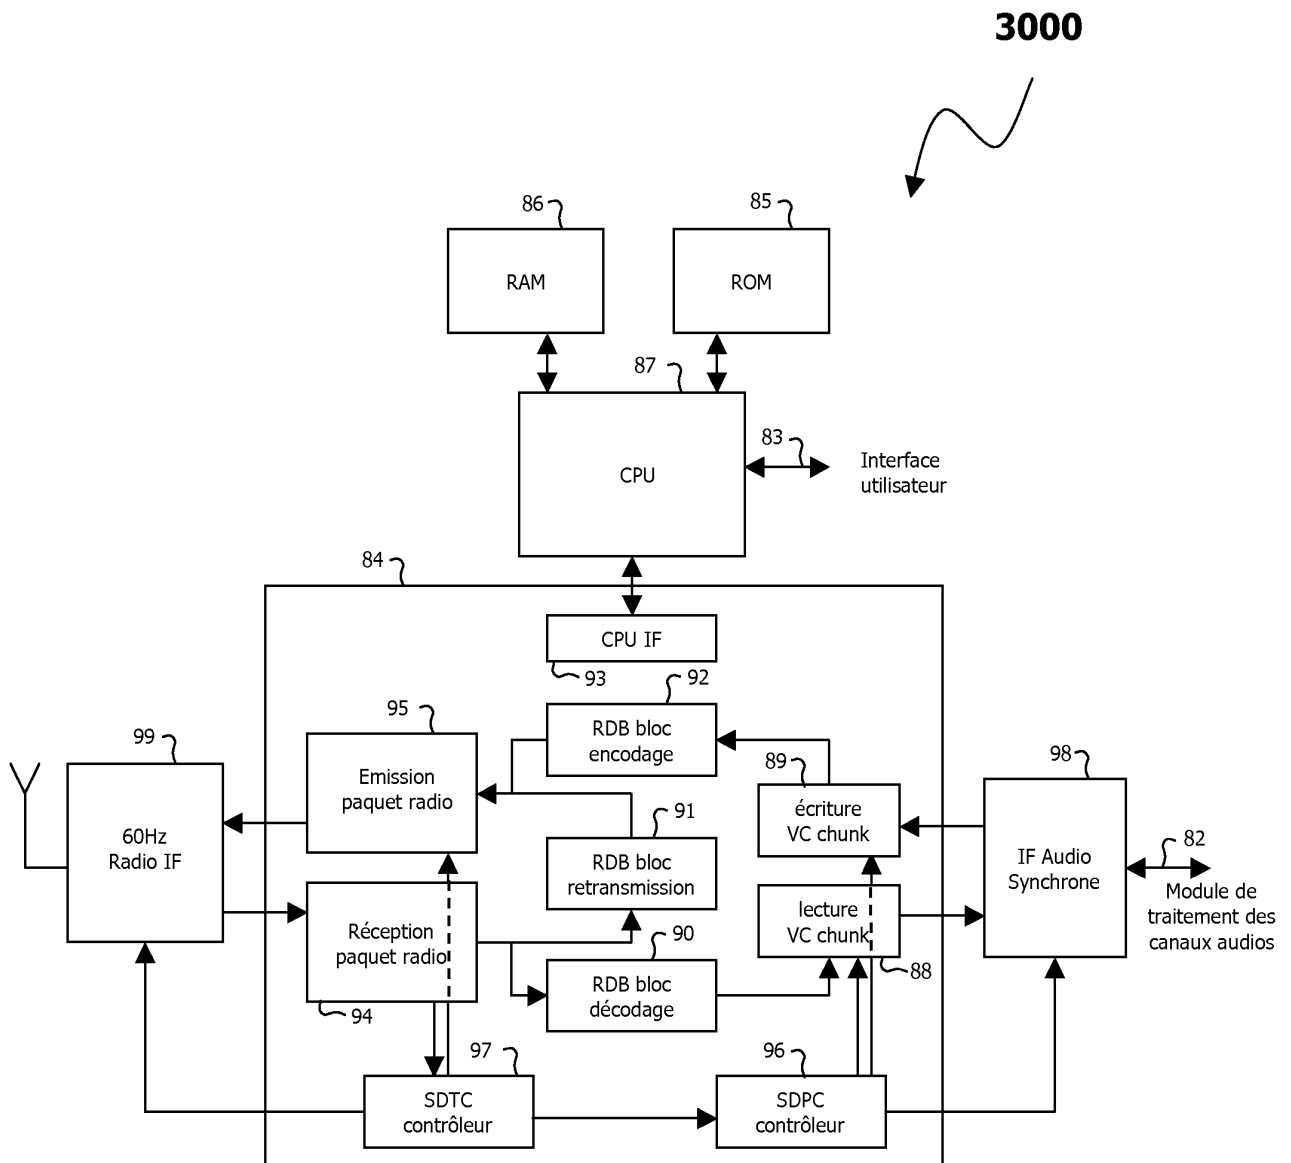 3000
86
85
RAM
ROM
87
CPU
83
Interface
utilisateur
84
CPU IF
93
92
95
RDB bloc
encodage
99
98
89
Emission
paquet radio
écriture
VC chunk
91
60Hz
Radio IF
IF Audio
Synchrone
82
RDB bloc
retransmission
Module de
traitement des
canaux audios
lecture
VC chunk
Réception
paquet radio
90
88
RDB bloc
décodage
94
97
96
SDTC
contrôleur
SDPC
contrôleur